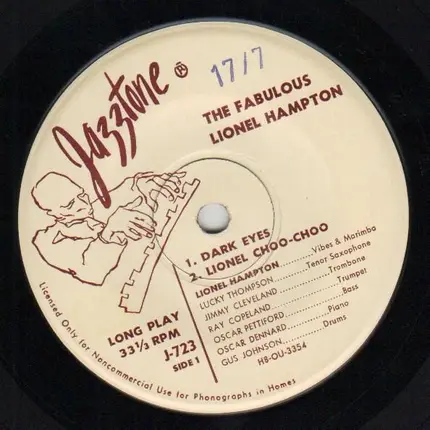 Jazztone ®
17/7
THE FABULOUS
LIONEL HAMPTON
1. DARK EYES
2. LIONEL CHOO-CHOO
LIONEL HAMPTON..........Vibes & Marimba
LUCKY THOMPSON..........Tenor Saxophone
JIMMY CLEVELAND..........Trombone
RAY COPELAND..........Trumpet
OSCAR PETTIFORD..........Bass
OSCAR DENNARD..........Piano
GUS JOHNSON..........Drums
H8-OU-3354
LONG PLAY
33⅓ RPM
J-723
SIDE 1
Licensed Only for Noncommercial Use for Phonographs in Homes